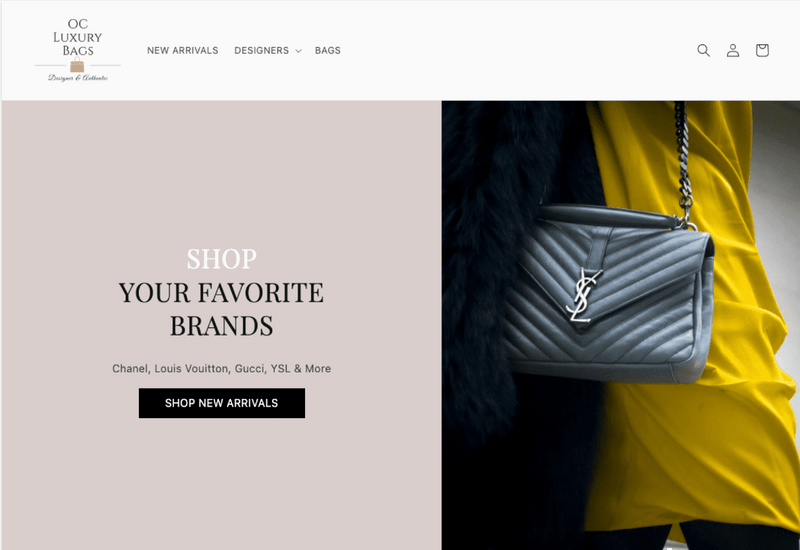 OC
LUXURY
BAGS
Designer & Authentic
NEW ARRIVALS
DESIGNERS
BAGS
SHOP
YOUR FAVORITE
BRANDS
Chanel, Louis Vouitton, Gucci, YSL & More
SHOP NEW ARRIVALS
YSL